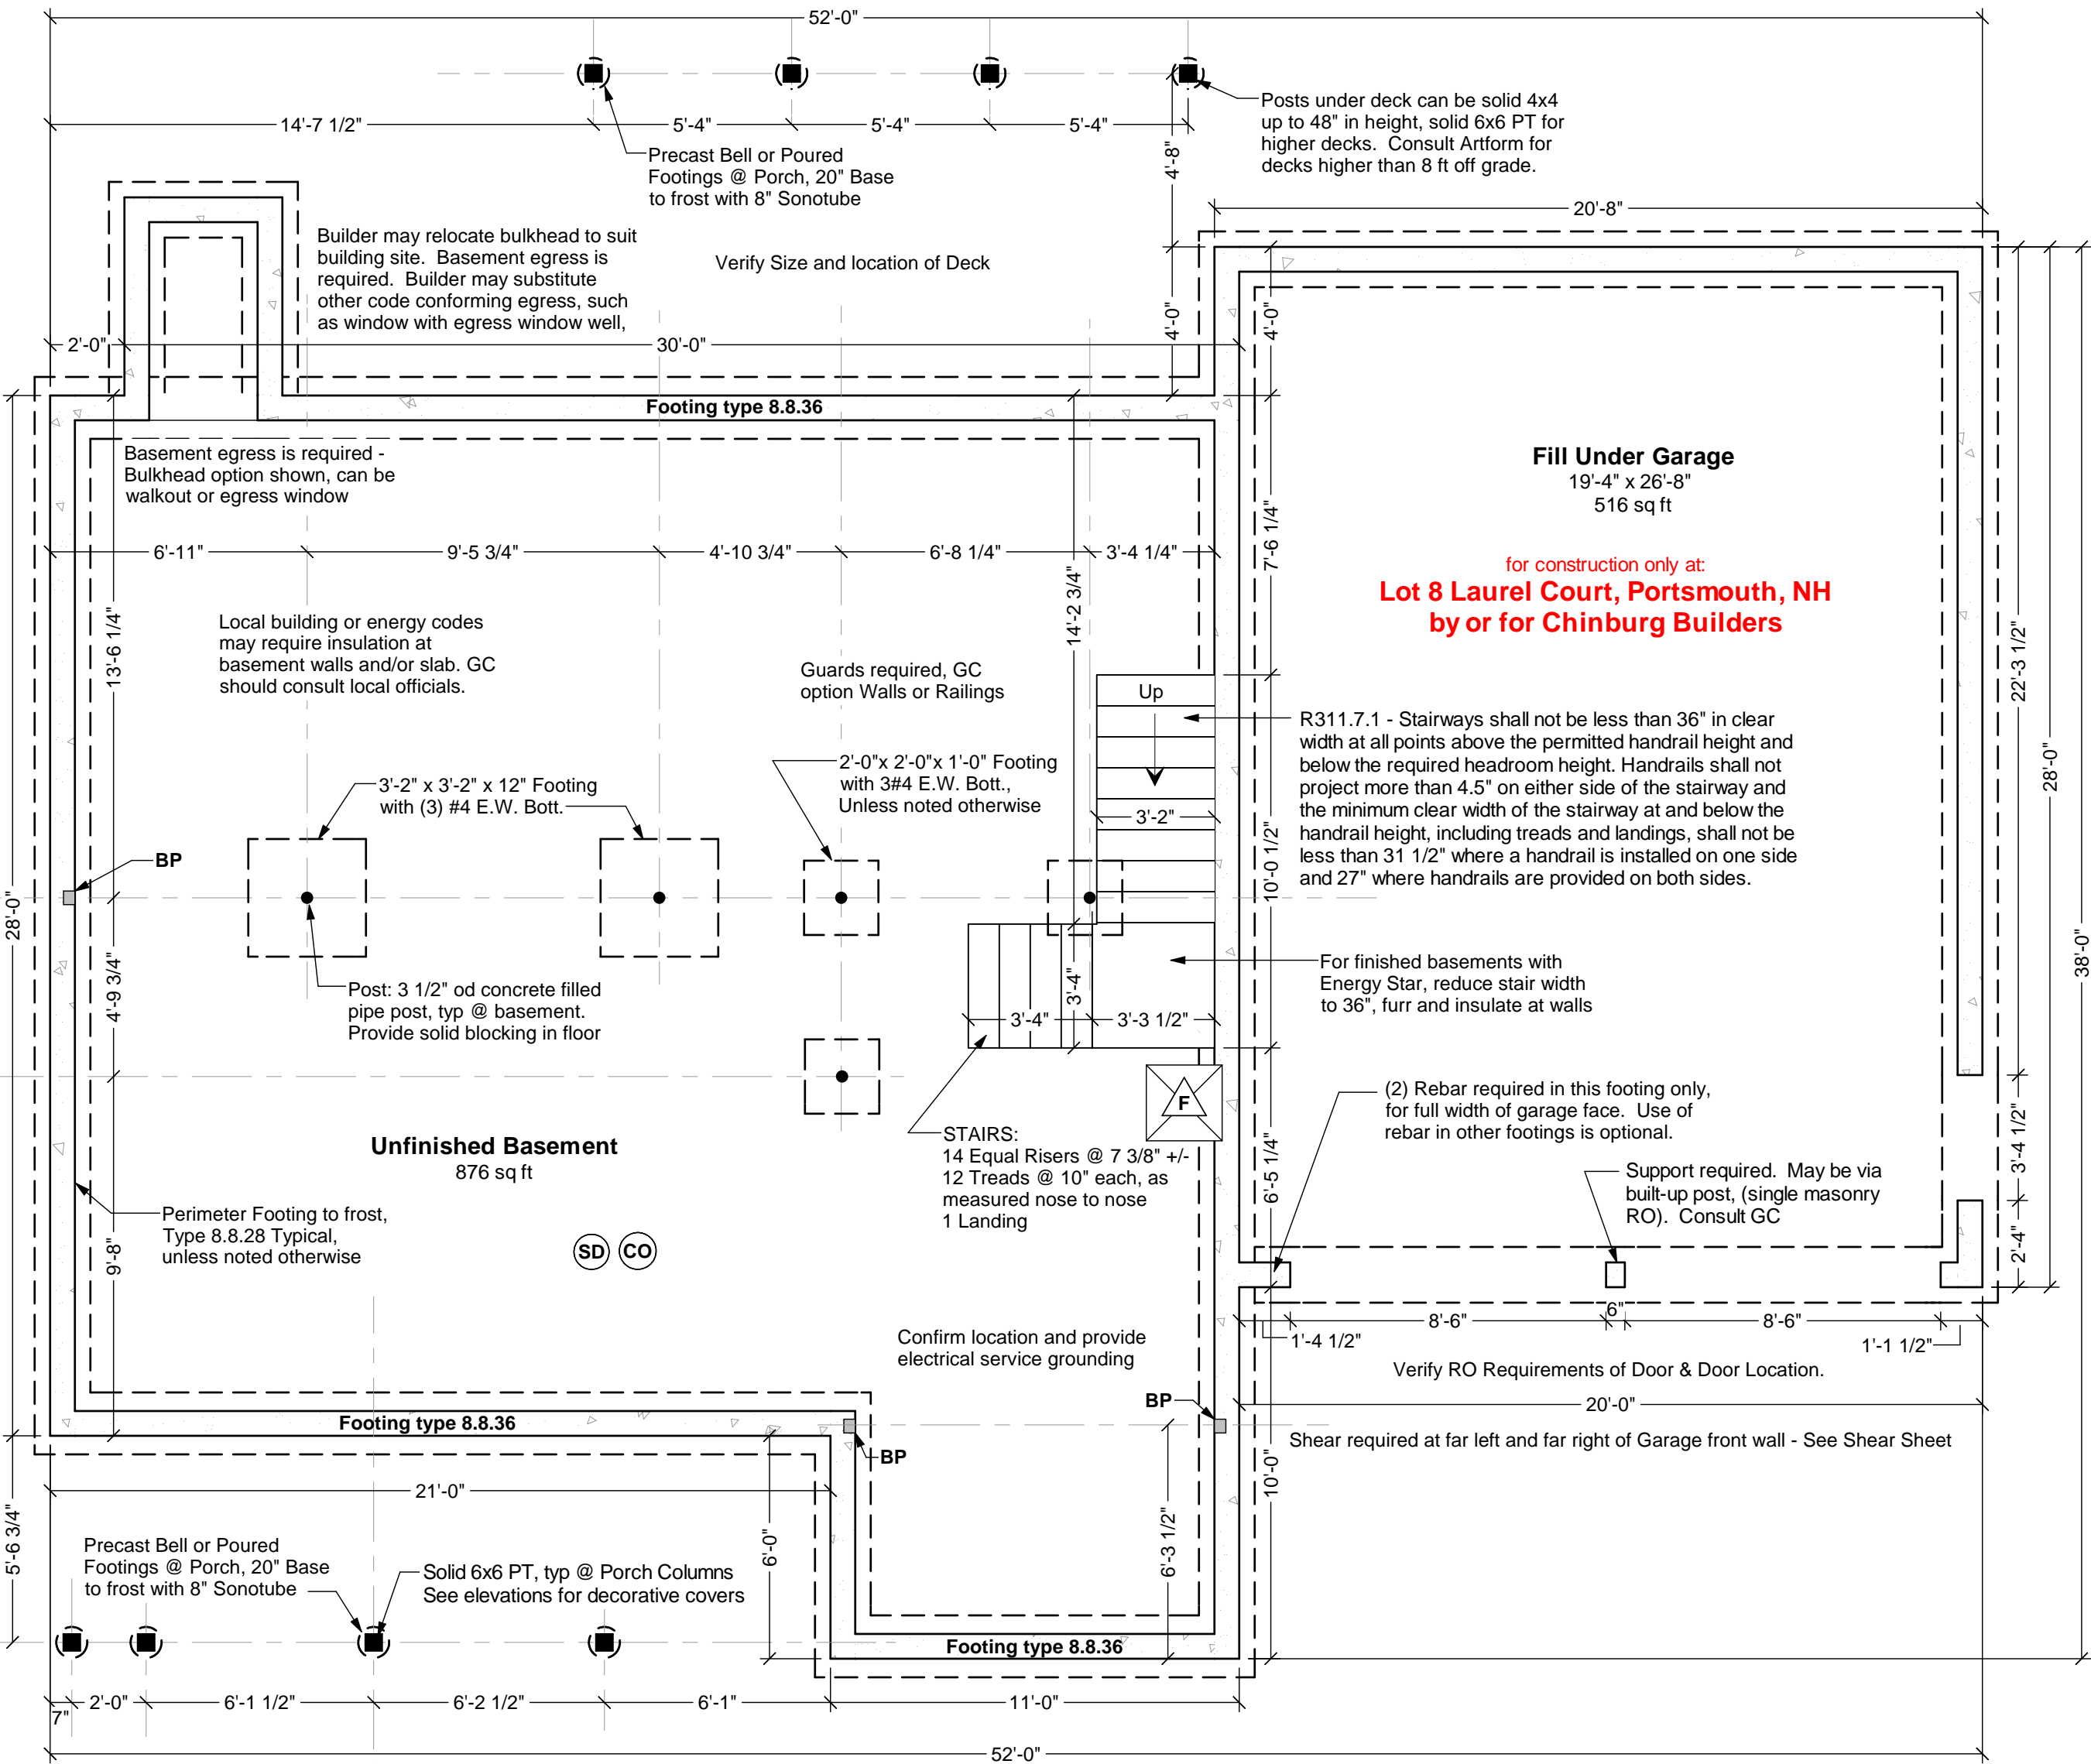 52'-0"
14'-7 1/2"
5'-4"
5'-4"
5'-4"
4'-8"
Posts under deck can be solid 4x4
up to 48" in height, solid 6x6 PT for
higher decks.  Consult Artform for
decks higher than 8 ft off grade.
Precast Bell or Poured
Footings @ Porch, 20" Base
to frost with 8" Sonotube
20'-8"
Builder may relocate bulkhead to suit
building site.  Basement egress is
required.  Builder may substitute
other code conforming egress, such
as window with egress window well,
Verify Size and location of Deck
4'-0"
4'-0"
2'-0"
30'-0"
Footing type 8.8.36
Basement egress is required -
Bulkhead option shown, can be
walkout or egress window
Fill Under Garage
19'-4" x 26'-8"
516 sq ft
6'-11"
9'-5 3/4"
4'-10 3/4"
6'-8 1/4"
3'-4 1/4"
7'-6 1/4"
for construction only at:
Lot 8 Laurel Court, Portsmouth, NH
by or for Chinburg Builders
13'-6 1/4"
14'-2 3/4"
22'-3 1/2"
28'-0"
Local building or energy codes
may require insulation at
basement walls and/or slab. GC
should consult local officials.
Guards required, GC
option Walls or Railings
Up
R311.7.1 - Stairways shall not be less than 36" in clear
width at all points above the permitted handrail height and
below the required headroom height. Handrails shall not
project more than 4.5" on either side of the stairway and
the minimum clear width of the stairway at and below the
handrail height, including treads and landings, shall not be
less than 31 1/2" where a handrail is installed on one side
and 27" where handrails are provided on both sides.
3'-2" x 3'-2" x 12" Footing
with (3) #4 E.W. Bott.
2'-0"x 2'-0"x 1'-0" Footing
with 3#4 E.W. Bott.,
Unless noted otherwise
3'-2"
10'-0 1/2"
BP
28'-0"
38'-0"
4'-9 3/4"
Post: 3 1/2" od concrete filled
pipe post, typ @ basement.
Provide solid blocking in floor
3'-4"
3'-4"
3'-3 1/2"
For finished basements with
Energy Star, reduce stair width
to 36", furr and insulate at walls
F
(2) Rebar required in this footing only,
for full width of garage face.  Use of
rebar in other footings is optional.
3'-4 1/2"
Unfinished Basement
876 sq ft
STAIRS:
14 Equal Risers @ 7 3/8" +/-
12 Treads @ 10" each, as
measured nose to nose
1 Landing
6'-5 1/4"
Support required.  May be via
built-up post, (single masonry
RO).  Consult GC
2'-4"
9'-8"
Perimeter Footing to frost,
Type 8.8.28 Typical,
unless noted otherwise
SD
CO
6"
8'-6"
8'-6"
1'-4 1/2"
1'-1 1/2"
Confirm location and provide
electrical service grounding
Verify RO Requirements of Door & Door Location.
BP
20'-0"
Footing type 8.8.36
Shear required at far left and far right of Garage front wall - See Shear Sheet
BP
10'-0"
21'-0"
5'-6 3/4"
6'-0"
6'-3 1/2"
Precast Bell or Poured
Footings @ Porch, 20" Base
to frost with 8" Sonotube
Solid 6x6 PT, typ @ Porch Columns
See elevations for decorative covers
Footing type 8.8.36
7"
2'-0"
6'-1 1/2"
6'-2 1/2"
6'-1"
11'-0"
52'-0"